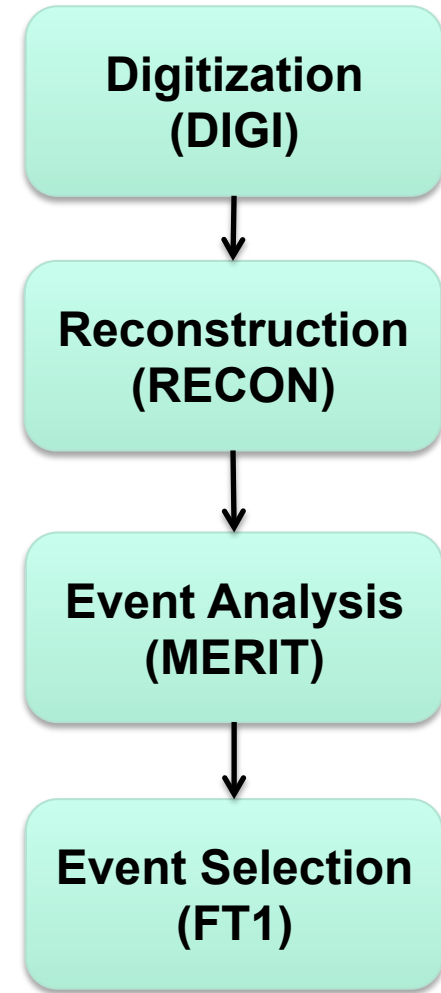 Digitization
(DIGI)
Reconstruction
(RECON)
Event Analysis
(MERIT)
Event Selection
(FT1)